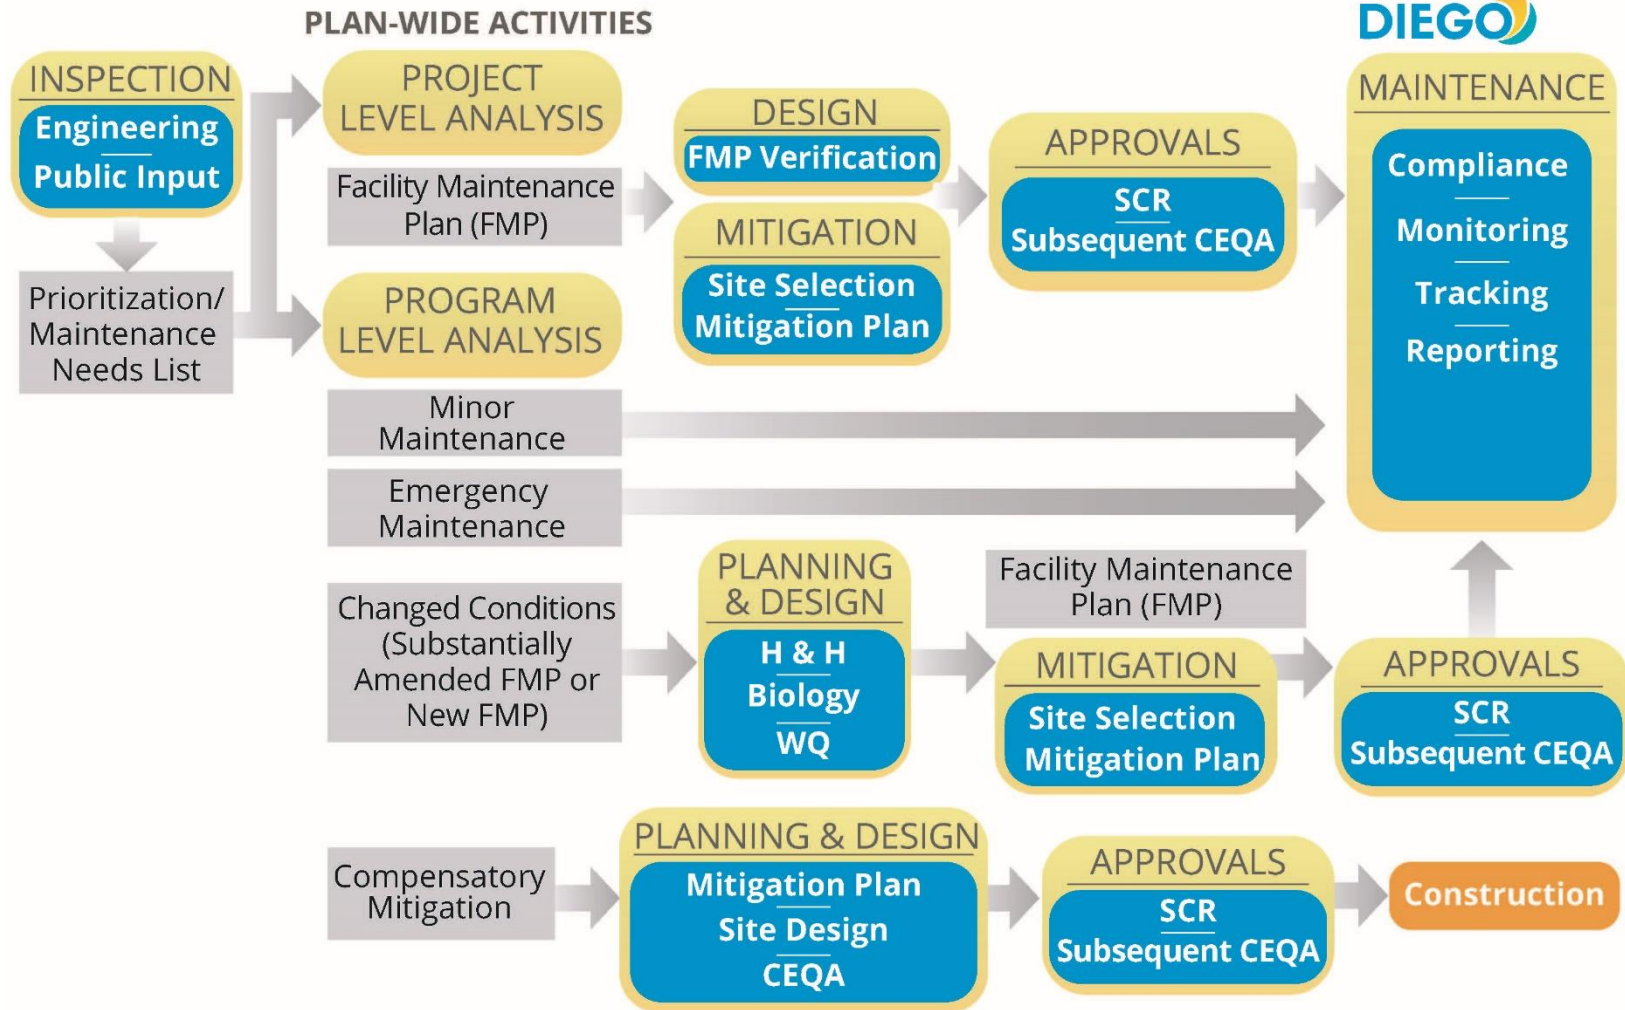 PLAN-WIDE ACTIVITIES
DIEGO
INSPECTION
Engineering
Public Input
Prioritization/
Maintenance
Needs List
PROJECT
LEVEL ANALYSIS
Facility Maintenance
Plan (FMP)
DESIGN
FMP Verification
MITIGATION
Site Selection
Mitigation Plan
APPROVALS
SCR
Subsequent CEQA
MAINTENANCE
Compliance
Monitoring
Tracking
Reporting
PROGRAM
LEVEL ANALYSIS
Minor
Maintenance
Emergency
Maintenance
Changed Conditions
(Substantially
Amended FMP or
New FMP)
PLANNING
& DESIGN
H & H
Biology
WQ
Facility Maintenance
Plan (FMP)
MITIGATION
Site Selection
Mitigation Plan
APPROVALS
SCR
Subsequent CEQA
Compensatory
Mitigation
PLANNING & DESIGN
Mitigation Plan
Site Design
CEQA
APPROVALS
SCR
Subsequent CEQA
Construction